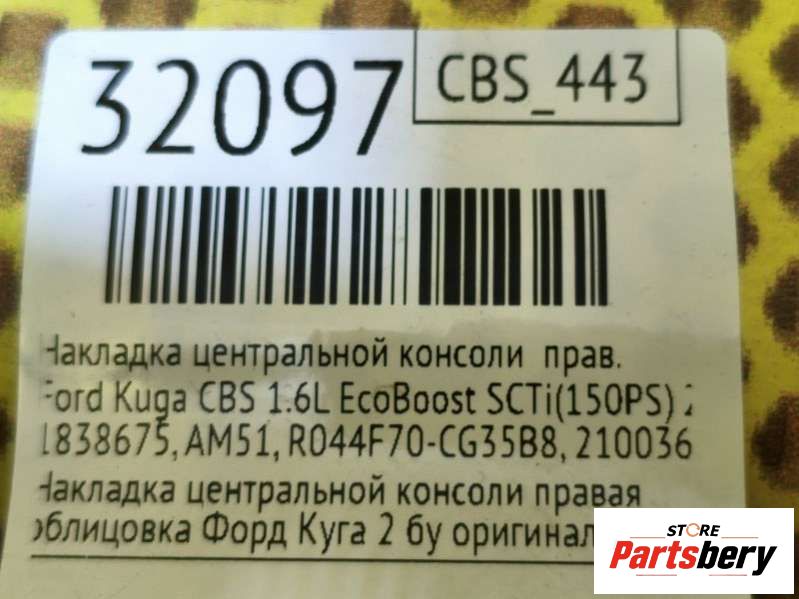 32097
CBS_443
Накладка центральной консоли прав.
Ford Kuga CBS 1.6L EcoBoost SCTi(150PS)
1838675, AM51, R044F70-CG35B8, 210036
Накладка центральной консоли правая
облицовка Форд Куга 2 бу оригинал
STORE
Partsbery